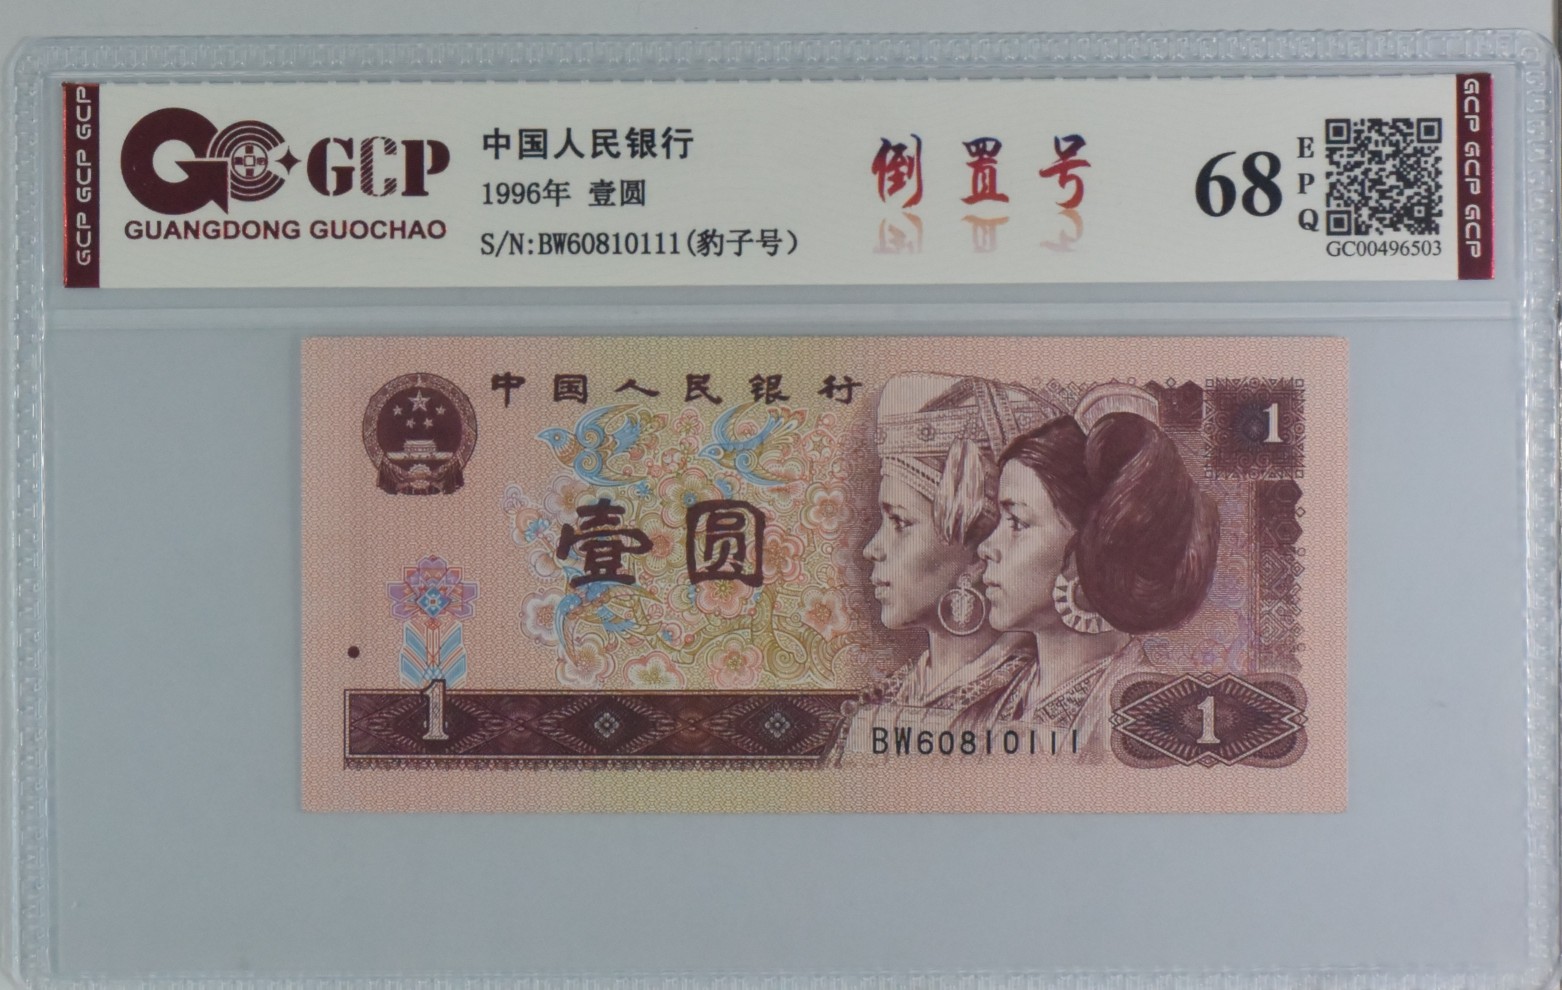 GCP GCP GCP
GCP
GUANGDONG GUOCHAO
中国人民银行
1996年 壹圆
S/N:BW60810111(豹子号)
倒置号
68
EPQ
GC00496503
GCP GCP GCP
中国人民银行
1
壹圆
1
BW60810111
1